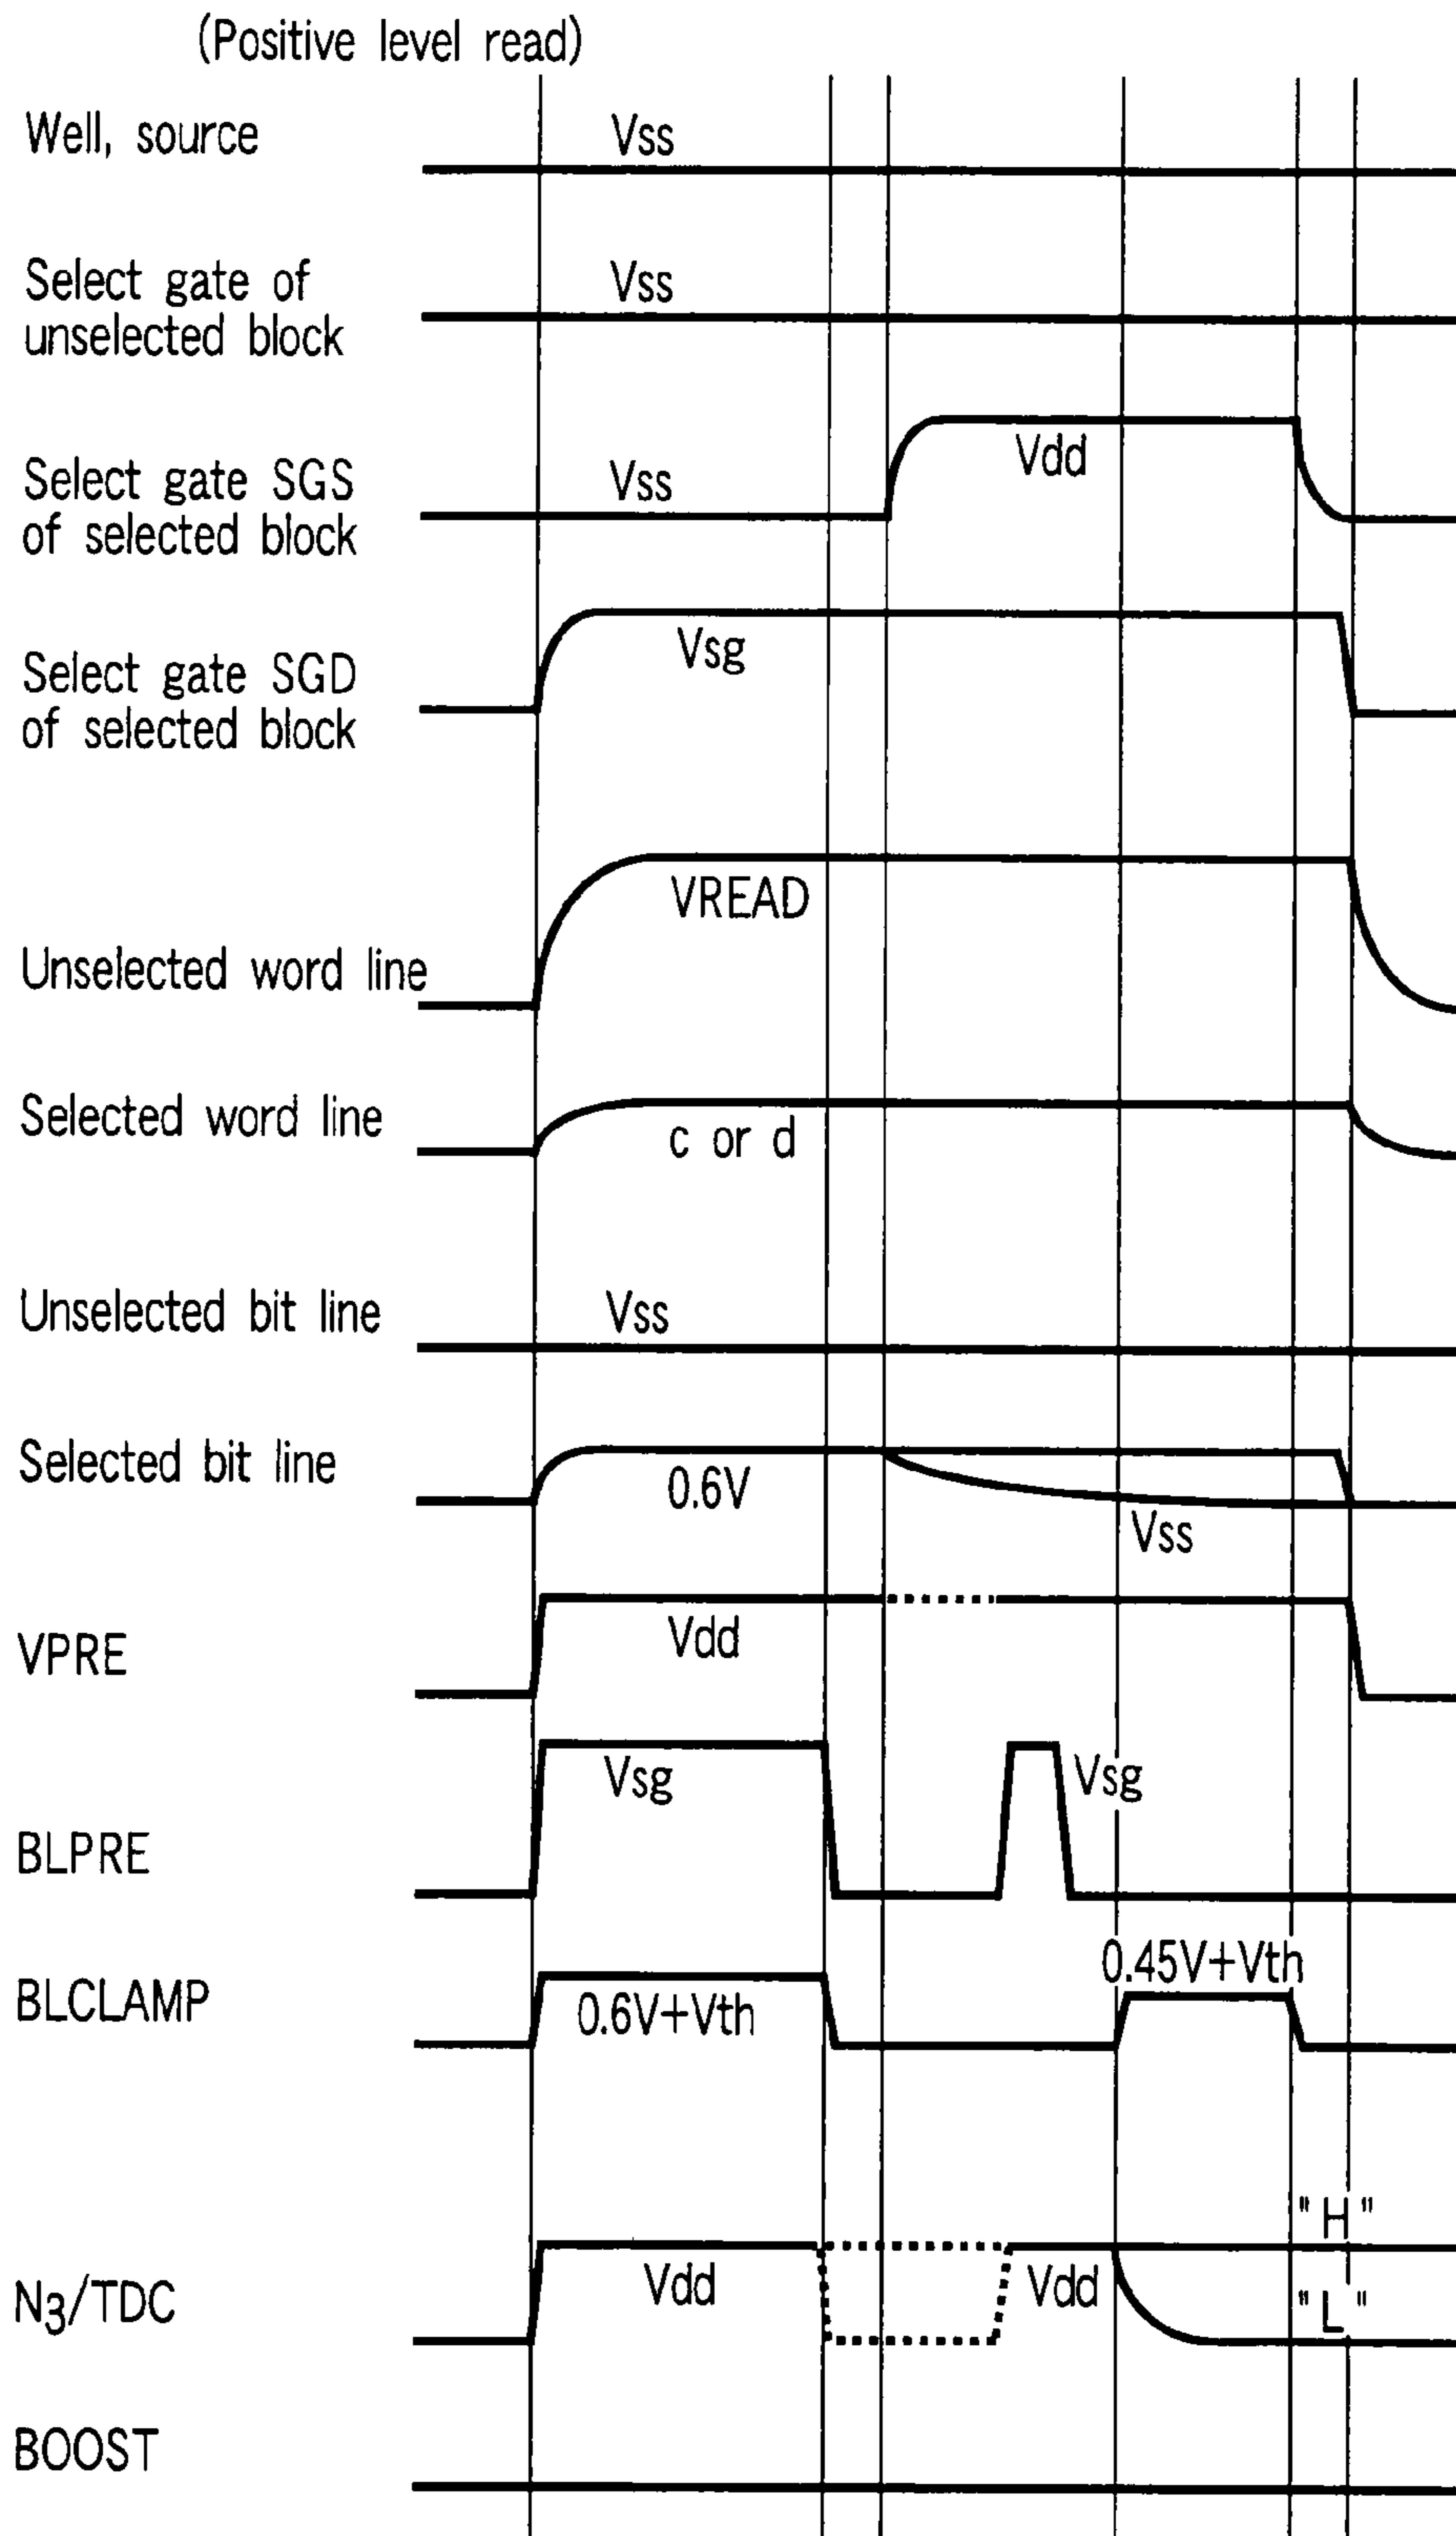 (Positive level read)
Well, source
Vss
Select gate of
unselected block
Vss
Select gate SGS
of selected block
Vss
Vdd
Select gate SGD
of selected block
Vsg
Unselected word line
VREAD
Selected word line
c or d
Unselected bit line
Vss
Selected bit line
0.6V
Vss
VPRE
Vdd
BLPRE
Vsg
Vsg
BLCLAMP
0.6V+Vth
0.45V+Vth
N3/TDC
Vdd
Vdd
"H"
"L"
BOOST